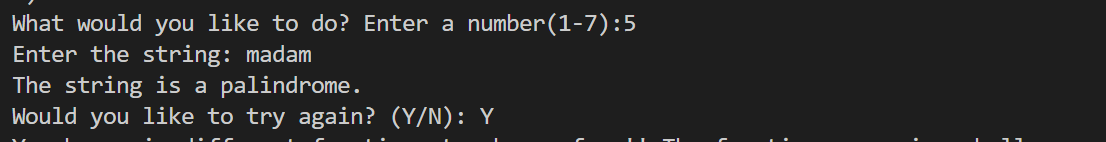 What would you like to do? Enter a number(1-7):5
Enter the string: madam
The string is a palindrome.
Would you like to try again? (Y/N): Y